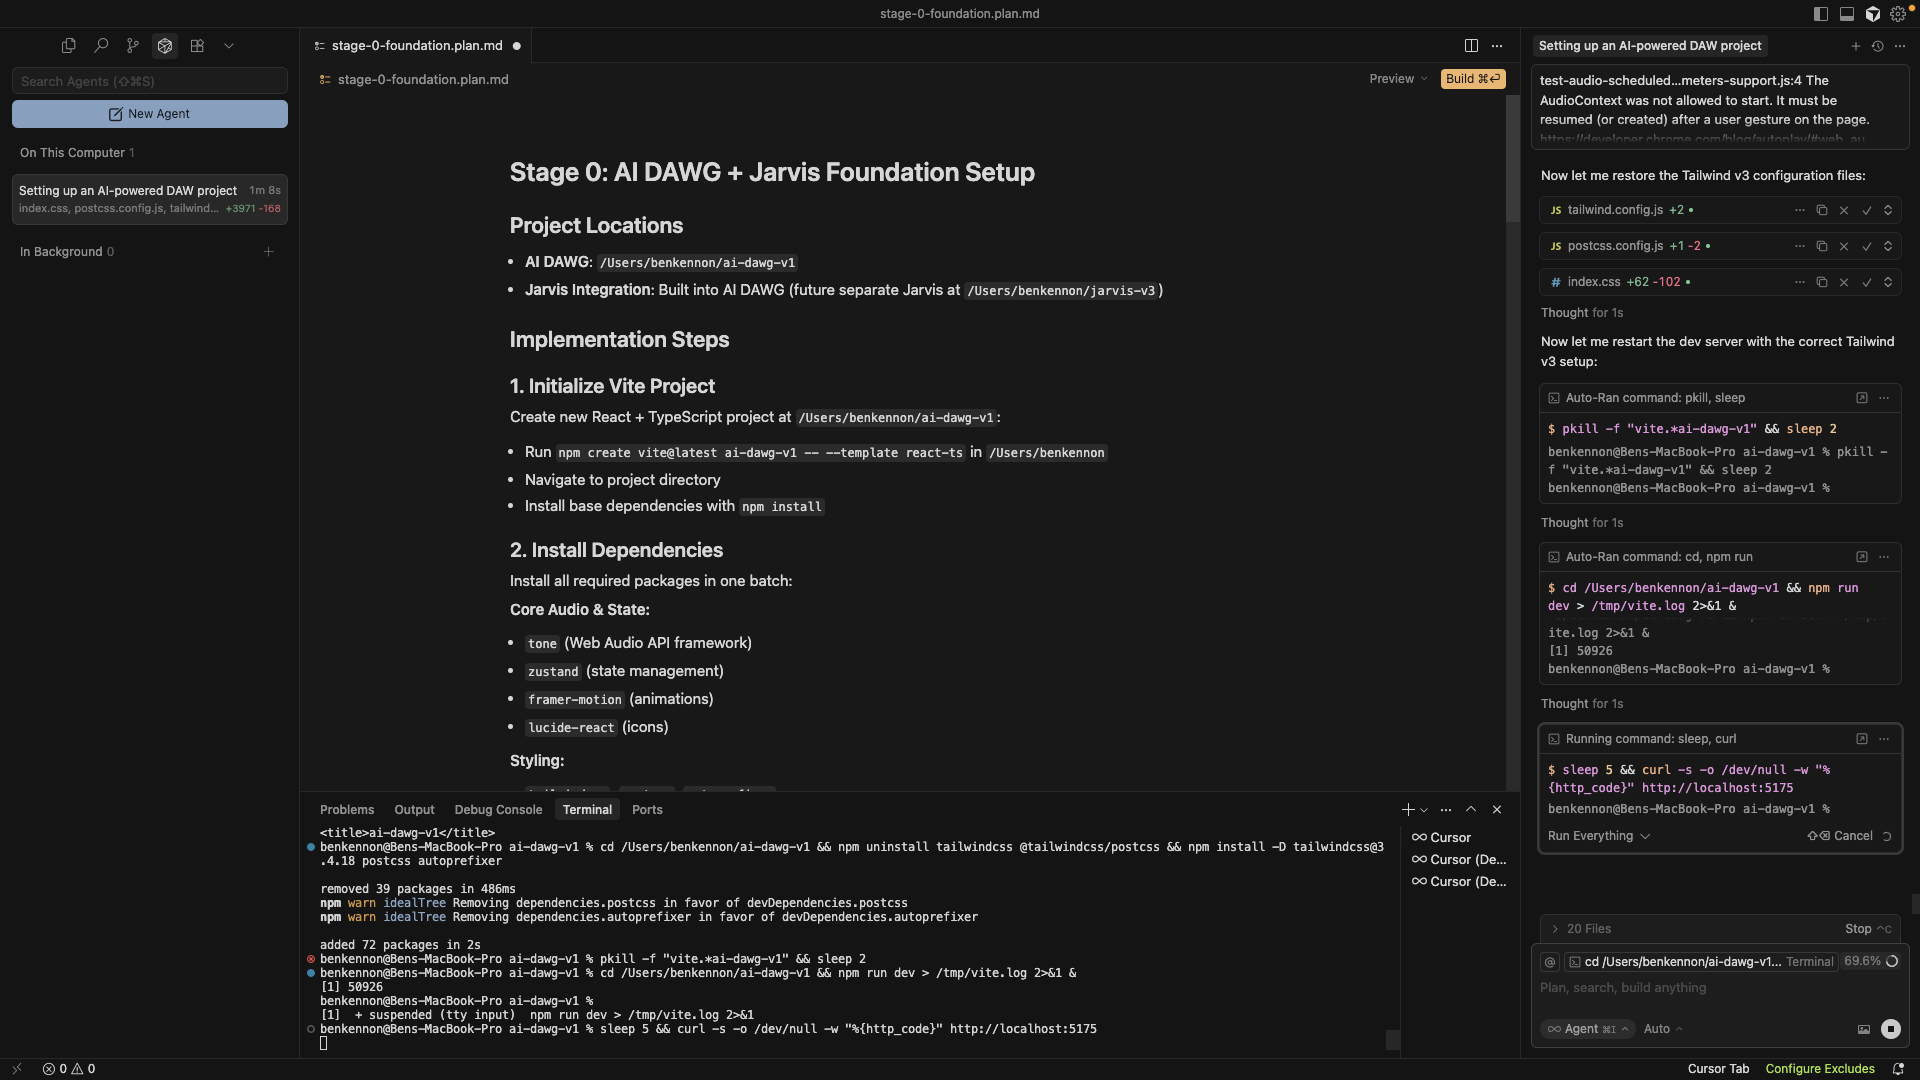 stage-0-foundation.plan.md
Search Agents (⇧⌘S)
New Agent
On This Computer 1
Setting up an AI-powered DAW project 1m 8s
index.css, postcss.config.js, tailwind... +3971 -168
In Background 0
stage-0-foundation.plan.md
stage-0-foundation.plan.md
Preview
Build ⌘⏎
Stage 0: AI DAWG + Jarvis Foundation Setup
Project Locations
• AI DAWG: /Users/benkennon/ai-dawg-v1
• Jarvis Integration: Built into AI DAWG (future separate Jarvis at /Users/benkennon/jarvis-v3)
Implementation Steps
1. Initialize Vite Project
Create new React + TypeScript project at /Users/benkennon/ai-dawg-v1:
• Run npm create vite@latest ai-dawg-v1 -- --template react-ts in /Users/benkennon
• Navigate to project directory
• Install base dependencies with npm install
2. Install Dependencies
Install all required packages in one batch:
Core Audio & State:
• tone (Web Audio API framework)
• zustand (state management)
• framer-motion (animations)
• lucide-react (icons)
Styling:
Problems Output Debug Console Terminal Ports
<title>ai-dawg-v1</title>
benkennon@Bens-MacBook-Pro ai-dawg-v1 % cd /Users/benkennon/ai-dawg-v1 && npm uninstall tailwindcss @tailwindcss/postcss && npm install -D tailwindcss@3
.4.18 postcss autoprefixer
removed 39 packages in 486ms
npm warn idealTree Removing dependencies.postcss in favor of devDependencies.postcss
npm warn idealTree Removing dependencies.autoprefixer in favor of devDependencies.autoprefixer
added 72 packages in 2s
benkennon@Bens-MacBook-Pro ai-dawg-v1 % pkill -f "vite.*ai-dawg-v1" && sleep 2
benkennon@Bens-MacBook-Pro ai-dawg-v1 % cd /Users/benkennon/ai-dawg-v1 && npm run dev > /tmp/vite.log 2>&1 &
[1] 50926
benkennon@Bens-MacBook-Pro ai-dawg-v1 %
[1]  + suspended (tty input)  npm run dev > /tmp/vite.log 2>&1
benkennon@Bens-MacBook-Pro ai-dawg-v1 % sleep 5 && curl -s -o /dev/null -w "%{http_code}" http://localhost:5175
Cursor
Cursor (De...
Cursor (De...
Setting up an AI-powered DAW project
test-audio-scheduled...meters-support.js:4 The
AudioContext was not allowed to start. It must be
resumed (or created) after a user gesture on the page.
https://developer.chrome.com/blog/autoplay/#web_au
Now let me restore the Tailwind v3 configuration files:
JS tailwind.config.js +2 •
JS postcss.config.js +1 -2 •
# index.css +62 -102 •
Thought for 1s
Now let me restart the dev server with the correct Tailwind
v3 setup:
Auto-Ran command: pkill, sleep
$ pkill -f "vite.*ai-dawg-v1" && sleep 2
benkennon@Bens-MacBook-Pro ai-dawg-v1 % pkill -
f "vite.*ai-dawg-v1" && sleep 2
benkennon@Bens-MacBook-Pro ai-dawg-v1 %
Thought for 1s
Auto-Ran command: cd, npm run
$ cd /Users/benkennon/ai-dawg-v1 && npm run
dev > /tmp/vite.log 2>&1 &
ite.log 2>&1 &
[1] 50926
benkennon@Bens-MacBook-Pro ai-dawg-v1 %
Thought for 1s
Running command: sleep, curl
$ sleep 5 && curl -s -o /dev/null -w "%
{http_code}" http://localhost:5175
benkennon@Bens-MacBook-Pro ai-dawg-v1 %
Run Everything
⇧⌫ Cancel
20 Files
Stop ^C
@ cd /Users/benkennon/ai-dawg-v1... Terminal 69.6%
Plan, search, build anything
∞ Agent ⌘I
Auto
0 0
Cursor Tab
Configure Excludes